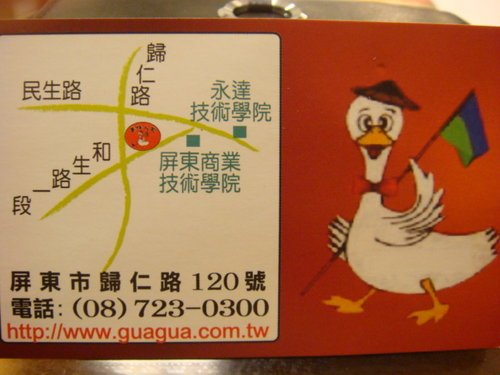 歸仁路
民生路
永達
技術學院
屏東商業
技術學院
和生路一段
屏東市歸仁路120號
電話: (08) 723-0300
http://www.guagua.com.tw